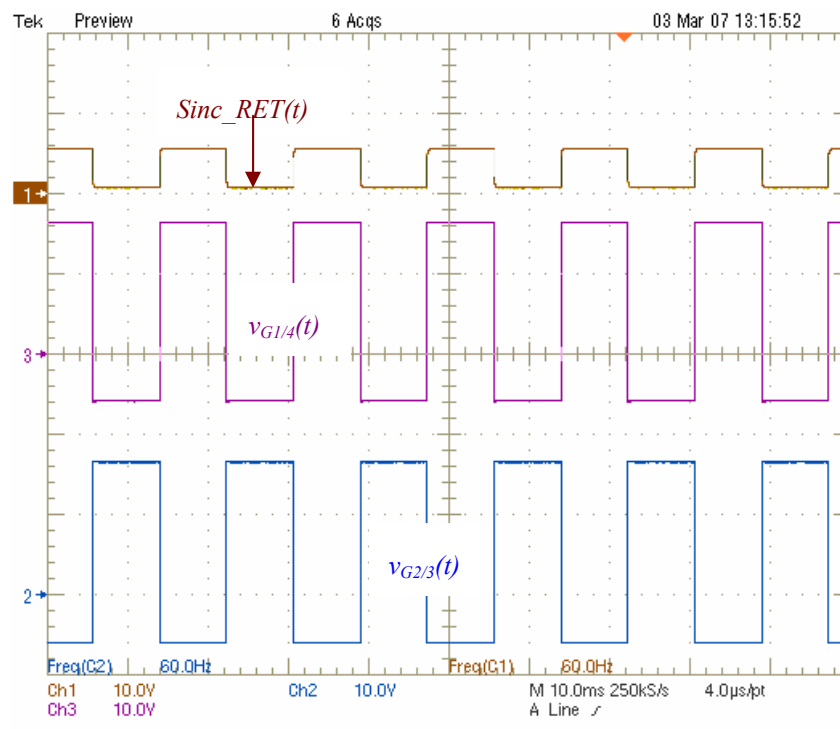 Tek Preview 6 Acqs 03 Mar 07 13:15:52
Sinc_RET(t)
1
vG1/4(t)
3
vG2/3(t)
2
Freq(C2) 60.0Hz Freq(C1) 60.0Hz
Ch1 10.0V Ch2 10.0V M 10.0ms 250kS/s 4.0µs/pt
Ch3 10.0V A Line